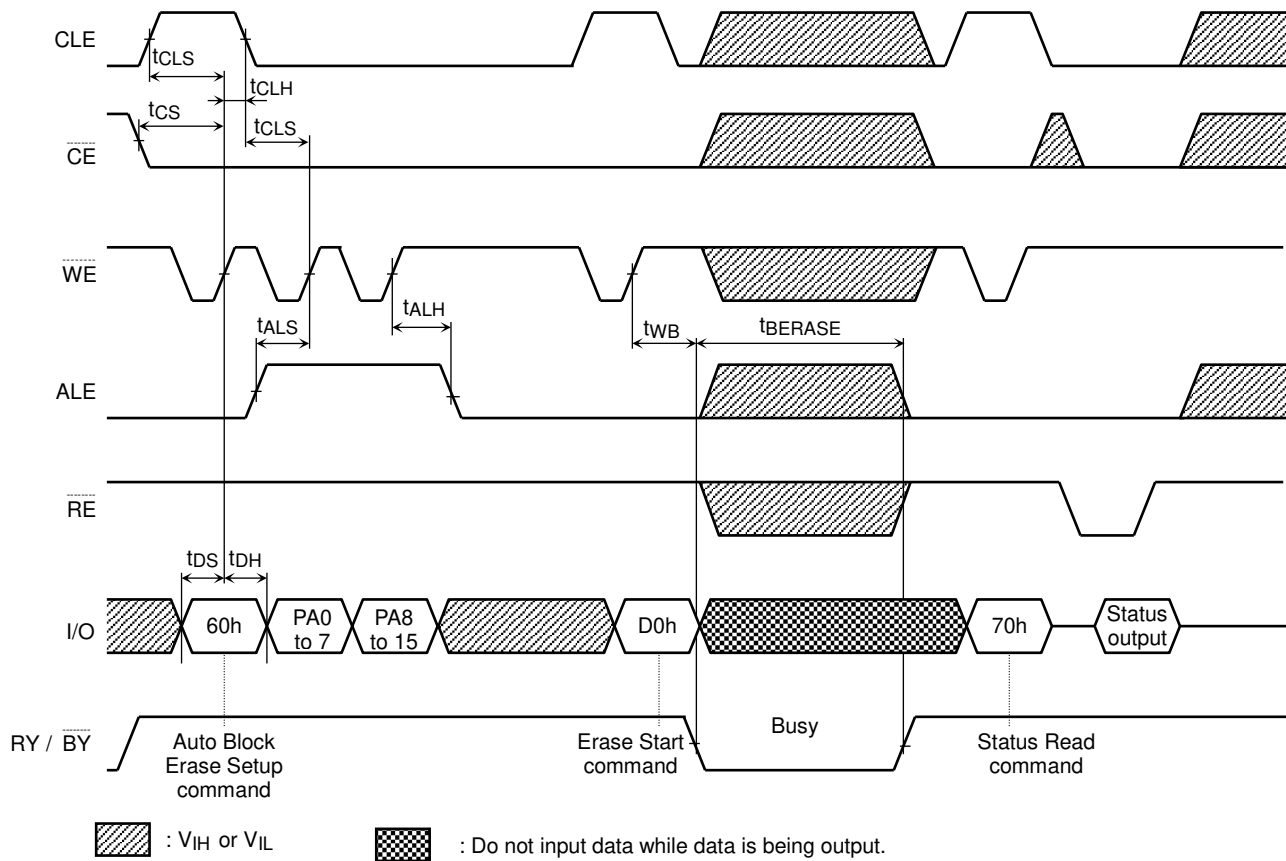 CLE
tCLS
tCLH
tCS
tCLS
CE
WE
tALS
tALH
tWB
tBERASE
ALE
RE
tDS
tDH
I/O
60h
PA0
to 7
PA8
to 15
D0h
70h
Status
output
RY / BY
Busy
Auto Block
Erase Setup
command
Erase Start
command
Status Read
command
: VIH or VIL
: Do not input data while data is being output.